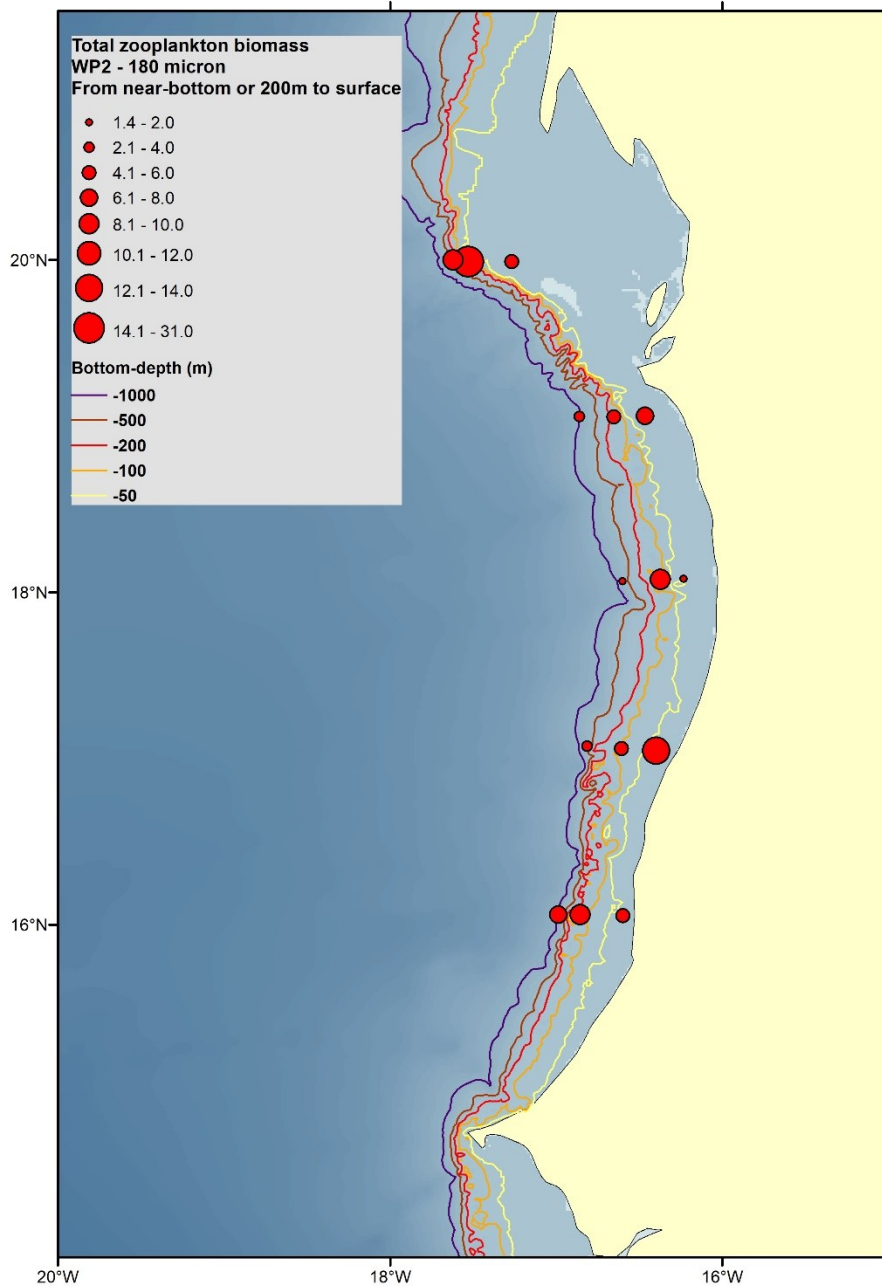 Total zooplankton biomass
WP2 - 180 micron
From near-bottom or 200m to surface
1.4 - 2.0
2.1 - 4.0
4.1 - 6.0
6.1 - 8.0
8.1 - 10.0
10.1 - 12.0
12.1 - 14.0
14.1 - 31.0
Bottom-depth (m)
-1000
-500
-200
-100
-50
20°N
18°N
16°N
20°W
18°W
16°W